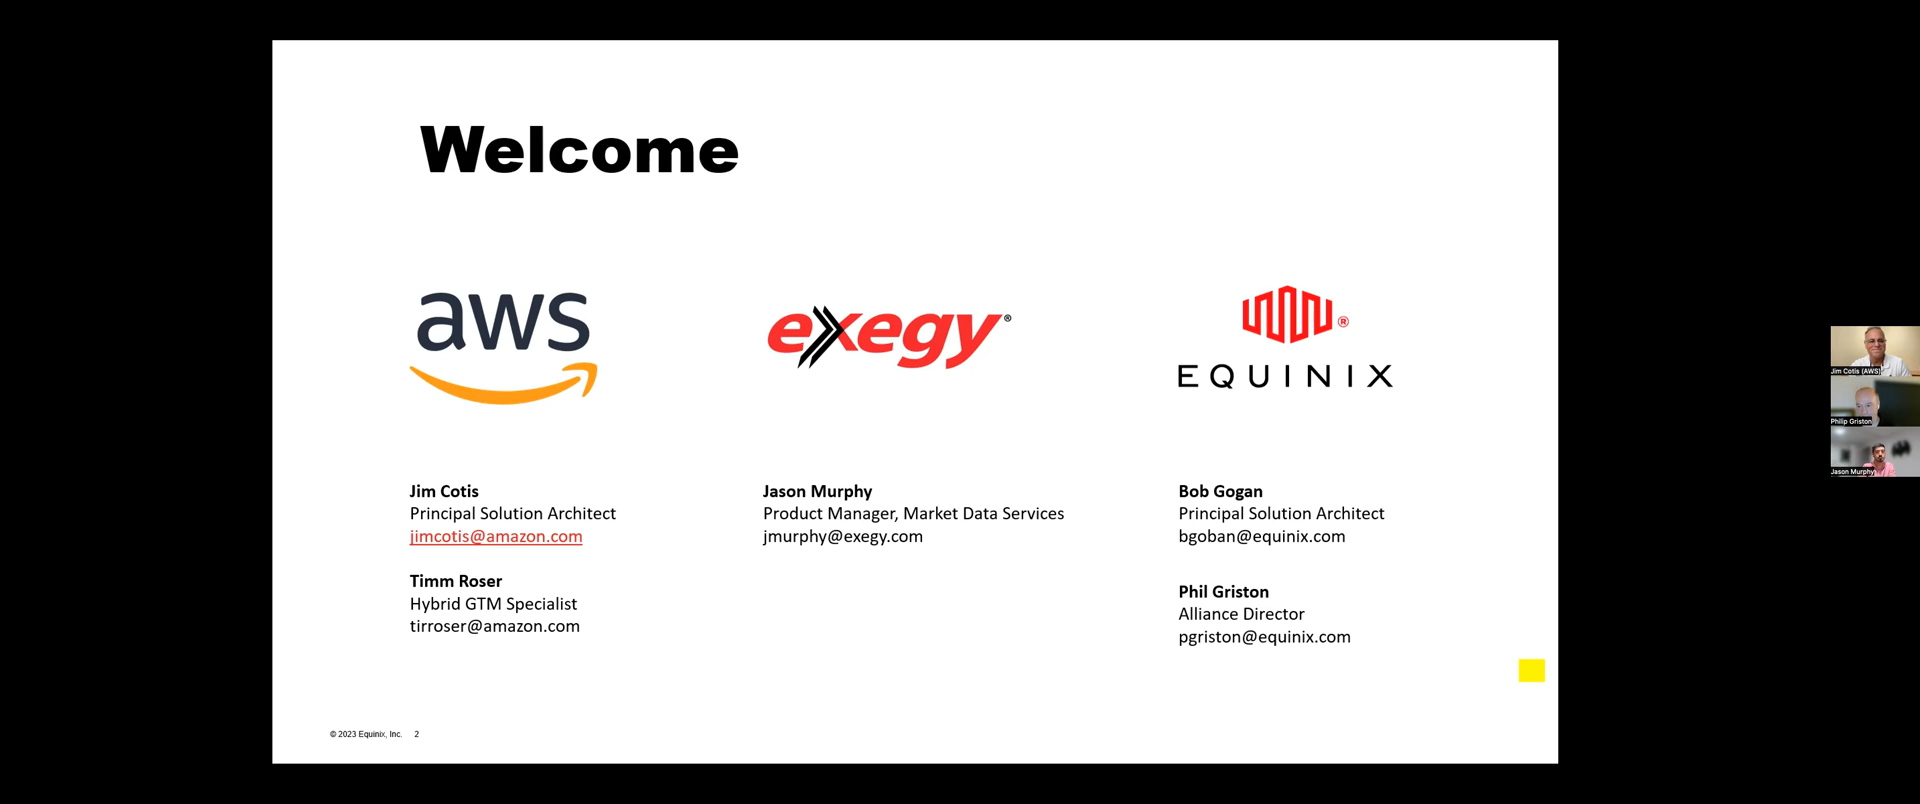 Welcome
aws
exegy®
®
EQUINIX
Jim Cotis
Principal Solution Architect
jimcotis@amazon.com
Timm Roser
Hybrid GTM Specialist
tirroser@amazon.com
Jason Murphy
Product Manager, Market Data Services
jmurphy@exegy.com
Bob Gogan
Principal Solution Architect
bgoban@equinix.com
Phil Griston
Alliance Director
pgriston@equinix.com
© 2023 Equinix, Inc. 2
Jim Cotis (AWS)
Philip Griston
Jason Murphy